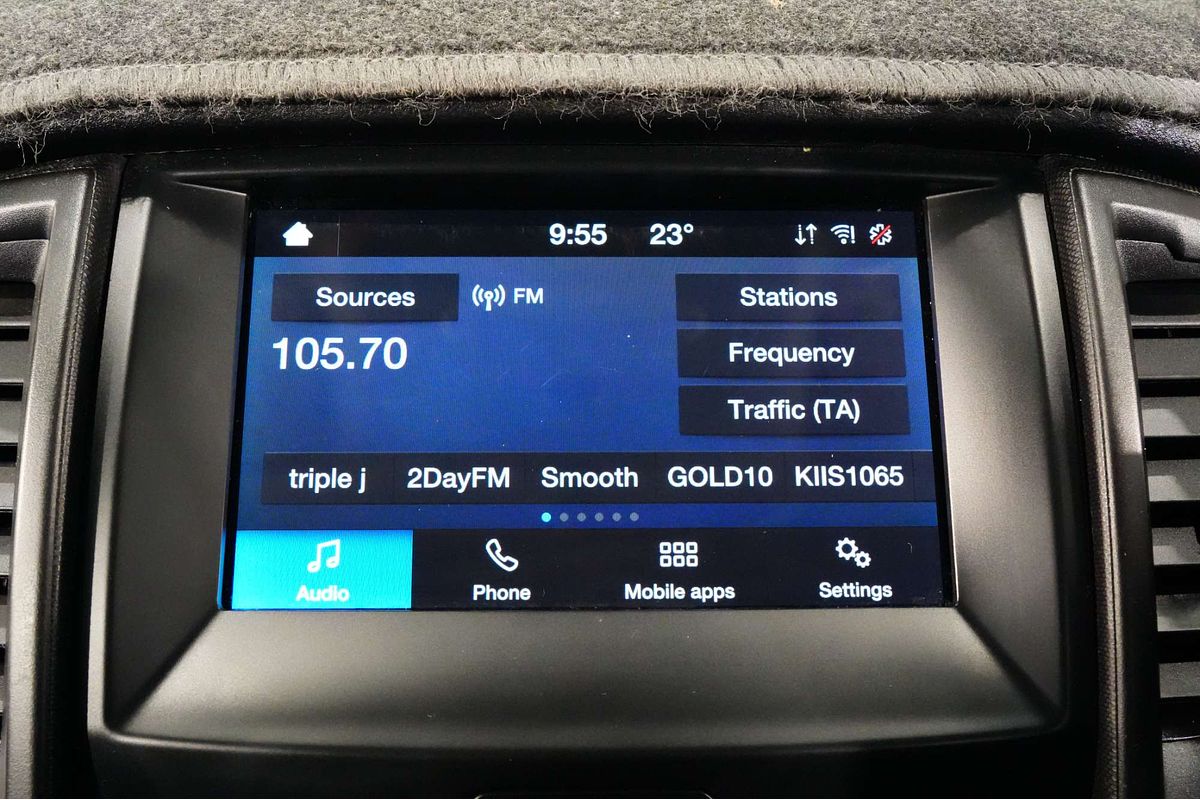 9:55 23°
Sources FM Stations
105.70 Frequency
Traffic (TA)
triple j 2DayFM Smooth GOLD10 KIIS1065
Audio Phone Mobile apps Settings